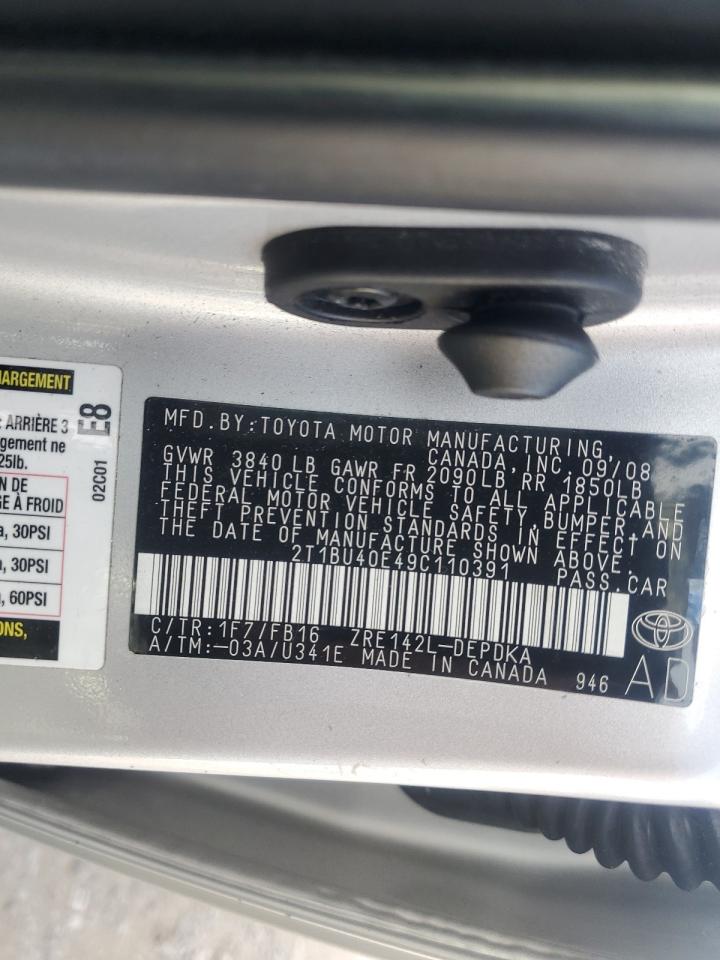 HARGEMENT
: ARRIÈRE 3
gement ne
25lb.
N DE
GE À FROID
a, 30PSI
a, 30PSI
a, 60PSI
ONS,
E8
02C01
MFD.BY:TOYOTA MOTOR MANUFACTURING,
CANADA, INC. 09/08
GVWR 3840LB GAWR FR 2090LB, RR 1850LB
THIS VEHICLE CONFORMS TO ALL APPLICABLE
FEDERAL MOTOR VEHICLE SAFETY, BUMPER AND
THEFT PREVENTION STANDARDS IN EFFECT ON
THE DATE OF MANUFACTURE SHOWN ABOVE.
2T1BU40E49C110391 PASS.CAR
C/TR:1F7/FB16 ZRE142L-DEPDKA
A/TM:-03A/U341E MADE IN CANADA 946
AD